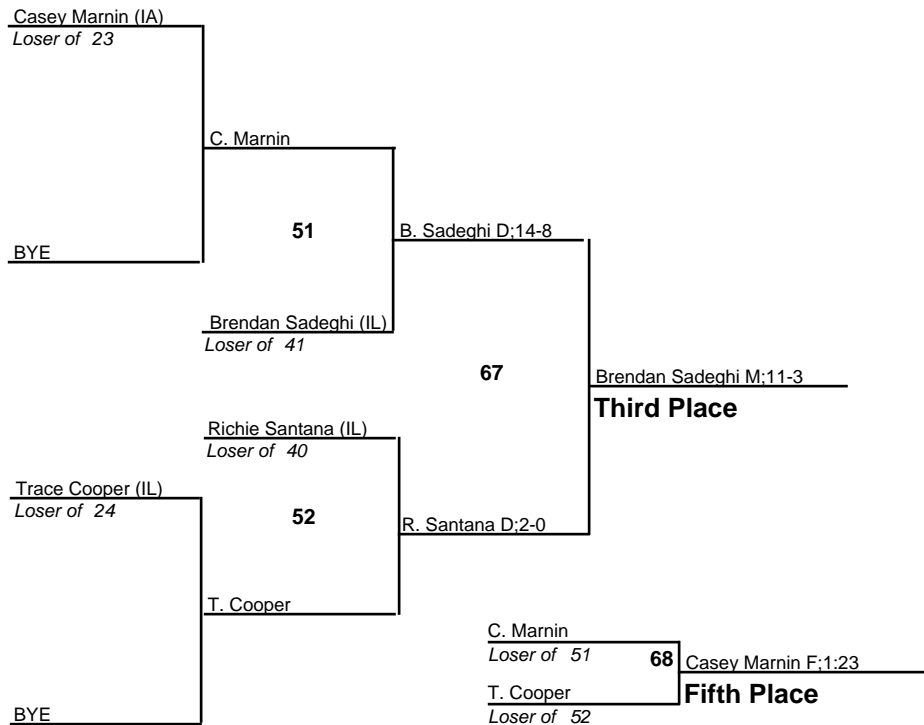 Casey Marnin (IA)
Loser of 23
C. Marnin
51
B. Sadeghi D;14-8
BYE
Brendan Sadeghi (IL)
Loser of 41
67
Brendan Sadeghi M;11-3
Third Place
Richie Santana (IL)
Loser of 40
Trace Cooper (IL)
Loser of 24
52
R. Santana D;2-0
T. Cooper
C. Marnin
Loser of 51
68
Casey Marnin F;1:23
Fifth Place
T. Cooper
Loser of 52
BYE